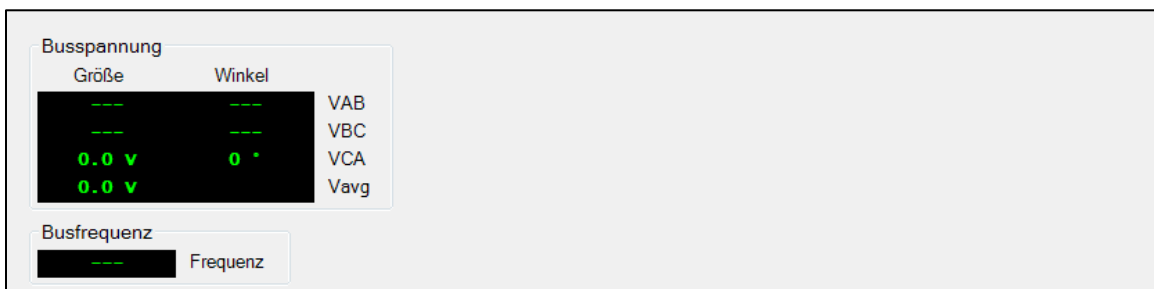 Busspannung
Größe Winkel
--- --- VAB
--- --- VBC
0.0 V 0 ° VCA
0.0 V Vavg
Busfrequenz
--- Frequenz